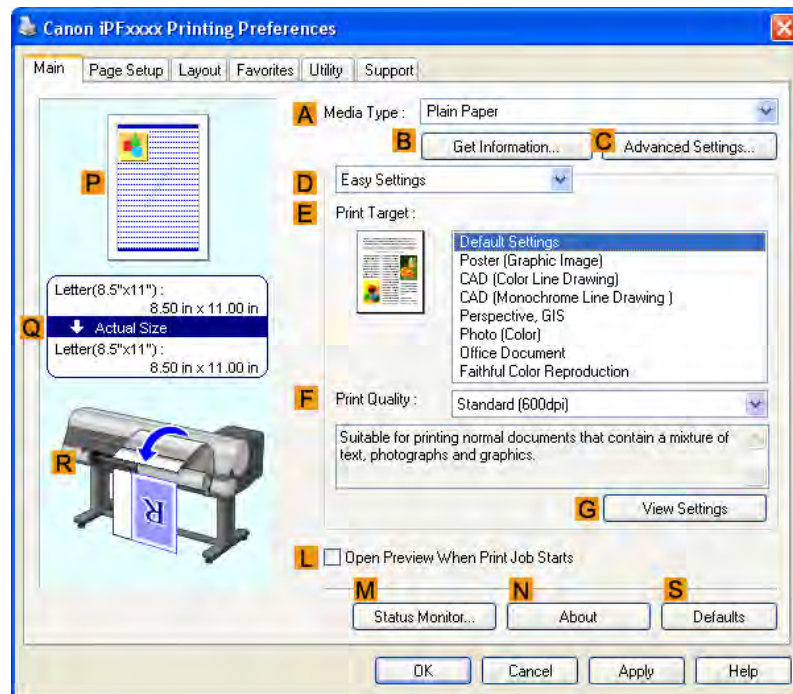 Canon iPFxxxx Printing Preferences
Main Page Setup Layout Favorites Utility Support
A Media Type : Plain Paper
B Get Information... C Advanced Settings...
P
D Easy Settings
E Print Target :
Default Settings
Poster (Graphic Image)
CAD (Color Line Drawing)
CAD (Monochrome Line Drawing )
Perspective, GIS
Photo (Color)
Office Document
Faithful Color Reproduction
Letter(8.5"x11") :
8.50 in x 11.00 in
Q Actual Size
Letter(8.5"x11") :
8.50 in x 11.00 in
F Print Quality : Standard (600dpi)
Suitable for printing normal documents that contain a mixture of
text, photographs and graphics.
R
R
G View Settings
L Open Preview When Print Job Starts
M N S
Status Monitor... About Defaults
OK Cancel Apply Help